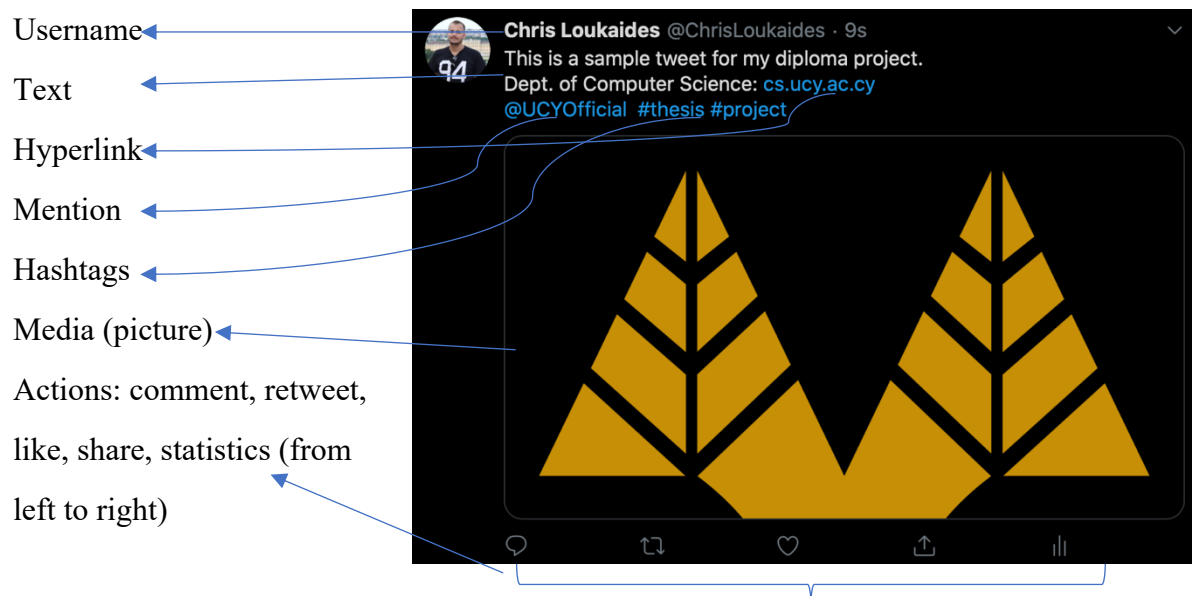 Username
Text
Hyperlink
Mention
Hashtags
Media (picture)
Actions: comment, retweet,
like, share, statistics (from
left to right)
Chris Loukaides @ChrisLoukaides · 9s
This is a sample tweet for my diploma project.
Dept. of Computer Science: cs.ucy.ac.cy
@UCYOfficial #thesis #project
94